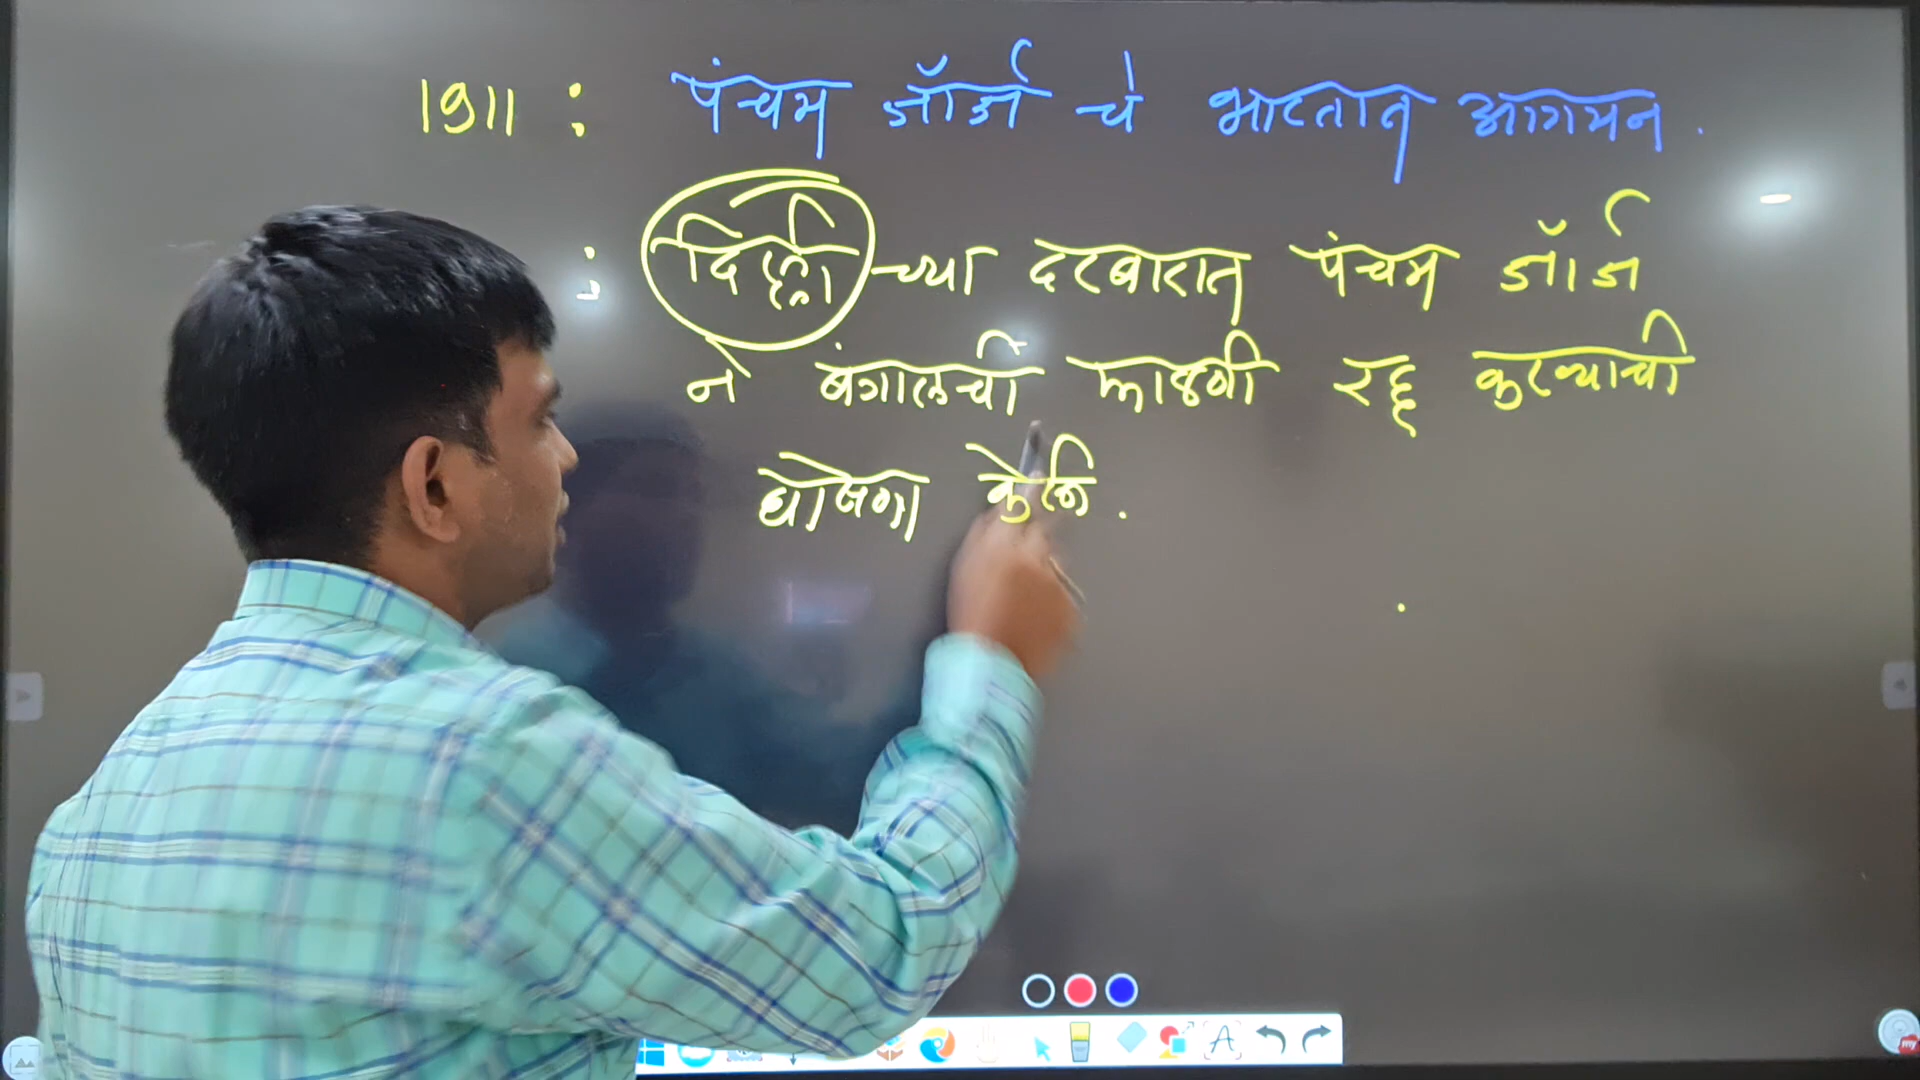 1911 : पंचम जॉर्ज चे भारतात आगमन.
: दिल्ली च्या दरबारात पंचम जॉर्ज
ने बंगालची फाळणी रद्द करण्याची
घोषणा केली.